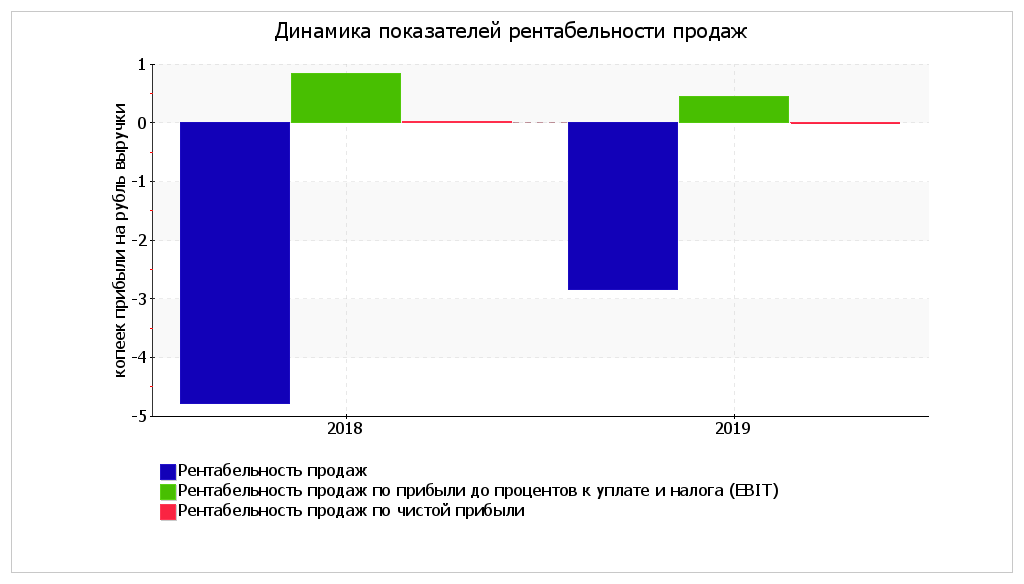 Динамика показателей рентабельности продаж
копеек прибыли на рубль выручки
1
0
-1
-2
-3
-4
-5
2018
2019
Рентабельность продаж
Рентабельность продаж по прибыли до процентов к уплате и налога (EBIT)
Рентабельность продаж по чистой прибыли